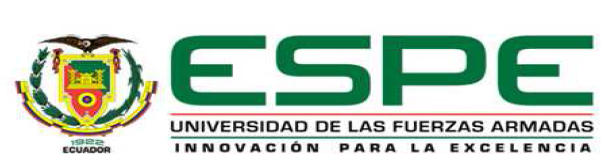 ESPE
UNIVERSIDAD DE LAS FUERZAS ARMADAS
INNOVACIÓN PARA LA EXCELENCIA
1922
ECUADOR